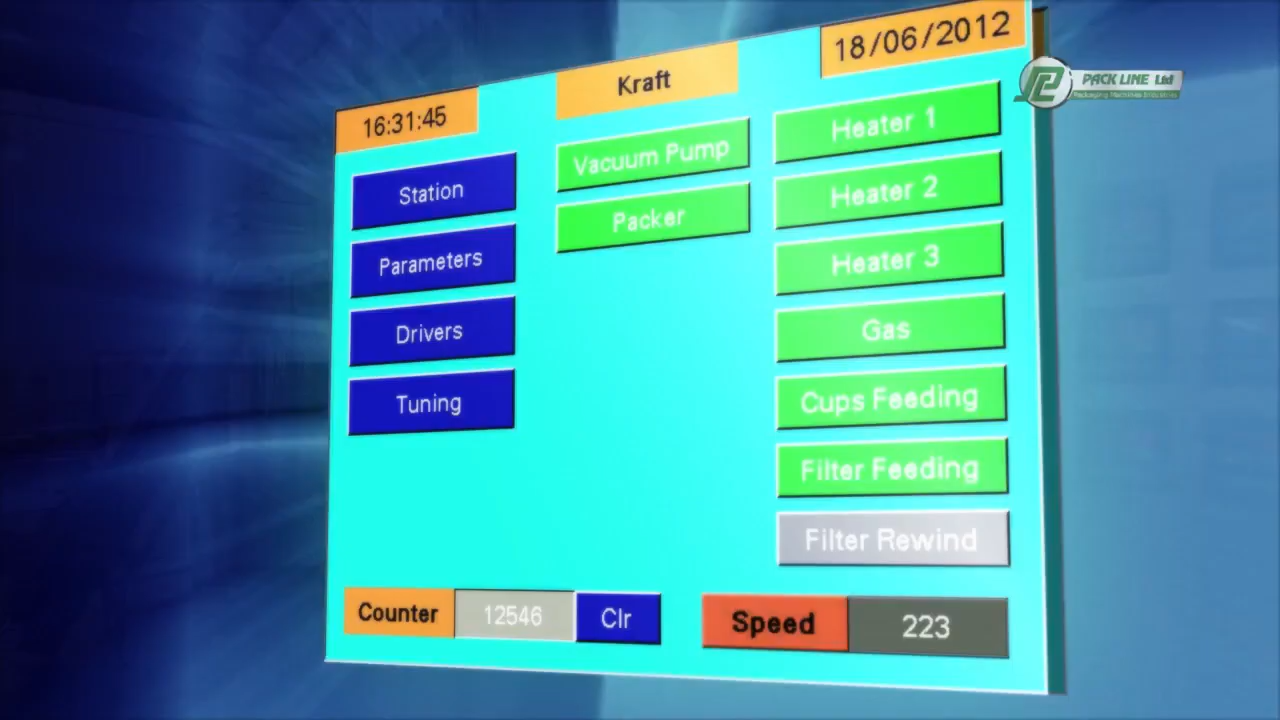 16:31:45
Kraft
18/06/2012
PACK LINE Ltd
Station
Parameters
Drivers
Tuning
Vacuum Pump
Packer
Heater 1
Heater 2
Heater 3
Gas
Cups Feeding
Filter Feeding
Filter Rewind
Counter 12546 Clr
Speed 223